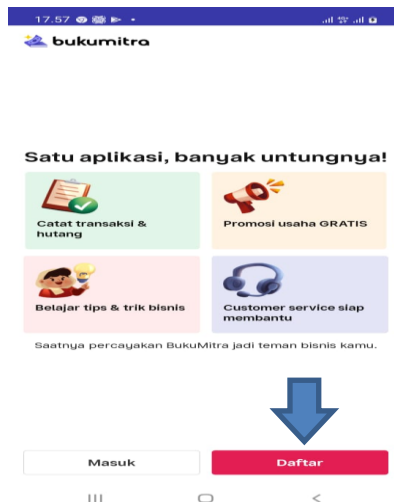 17.57
bukumitra
Satu aplikasi, banyak untungnya!
Catat transaksi &
hutang
Promosi usaha GRATIS
Belajar tips & trik bisnis
Customer service siap
membantu
Saatnya percayakan BukuMitra jadi teman bisnis kamu.
Masuk
Daftar